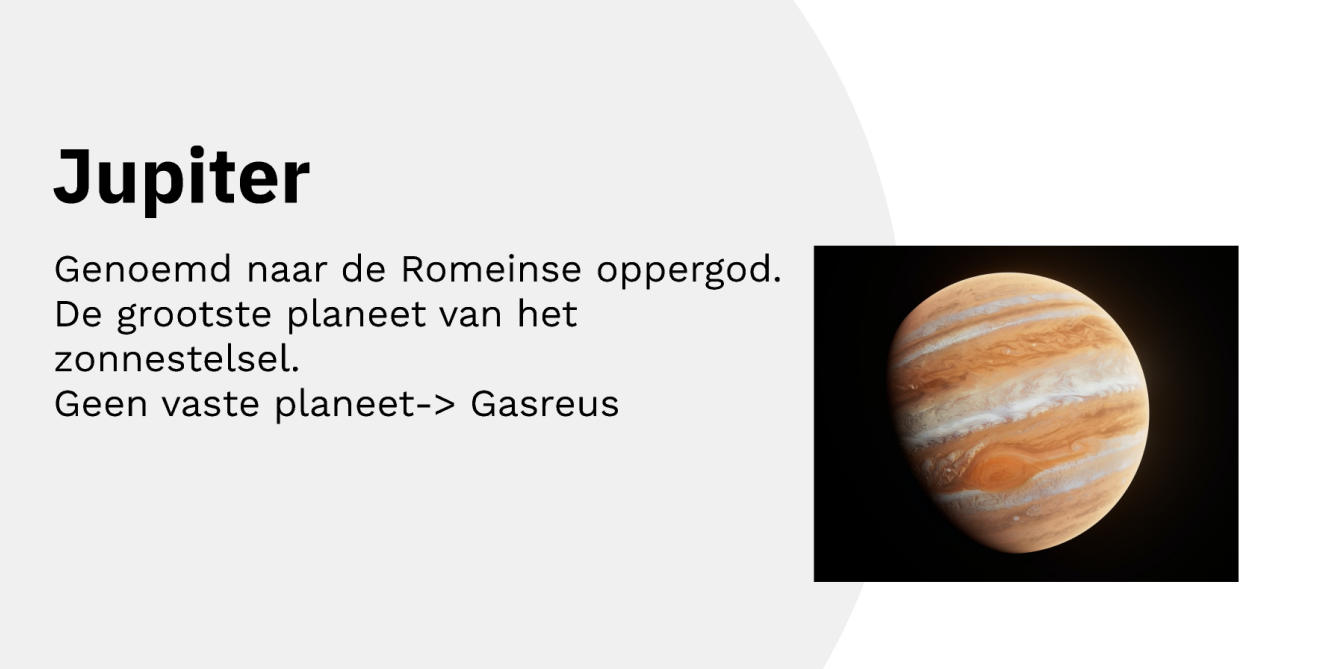 Jupiter
Genoemd naar de Romeinse oppergod.
De grootste planeet van het
zonnestelsel.
Geen vaste planeet-> Gasreus